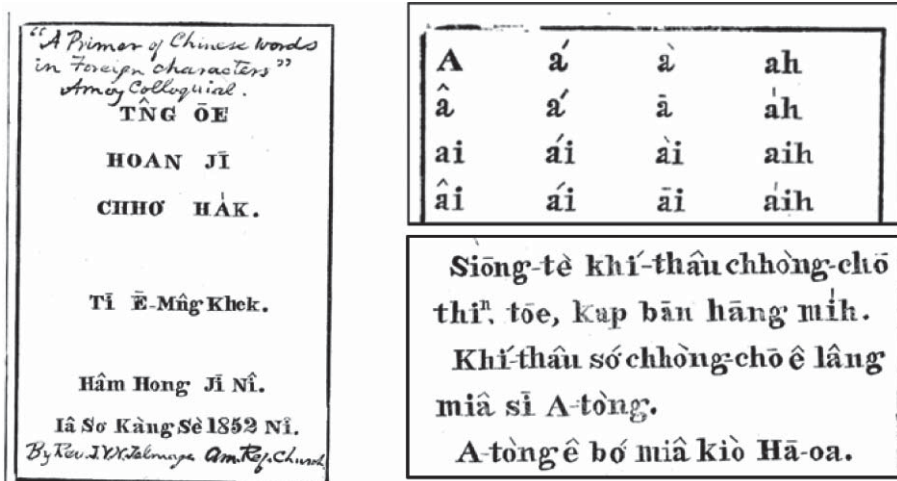 "A Primer of Chinese words
in Foreign characters"
Amoy Colloquial.
TN̂G ŌE
HOAN JĪ
CHHO͘ HA̍K.
Tī Ē-Mn̂g Khek.
Hâm Hong Jī Nî.
Iâ So͘ Kàng Sè 1852 Nî.
By Rev. J.V.N. Talmage Am. Ref. Church
A á à ah
â á ā a̍h
ai ái ài aih
âi ái āi a̍ih
Siōng-tè khí-thâu chhòng-chō
thiⁿ, tōe, kap bān hāng mi̍h.
Khí-thâu só͘ chhòng-chō ê lâng
miâ sī A-tòng.
A-tòng ê bó͘ miâ kiò Hā-oa.